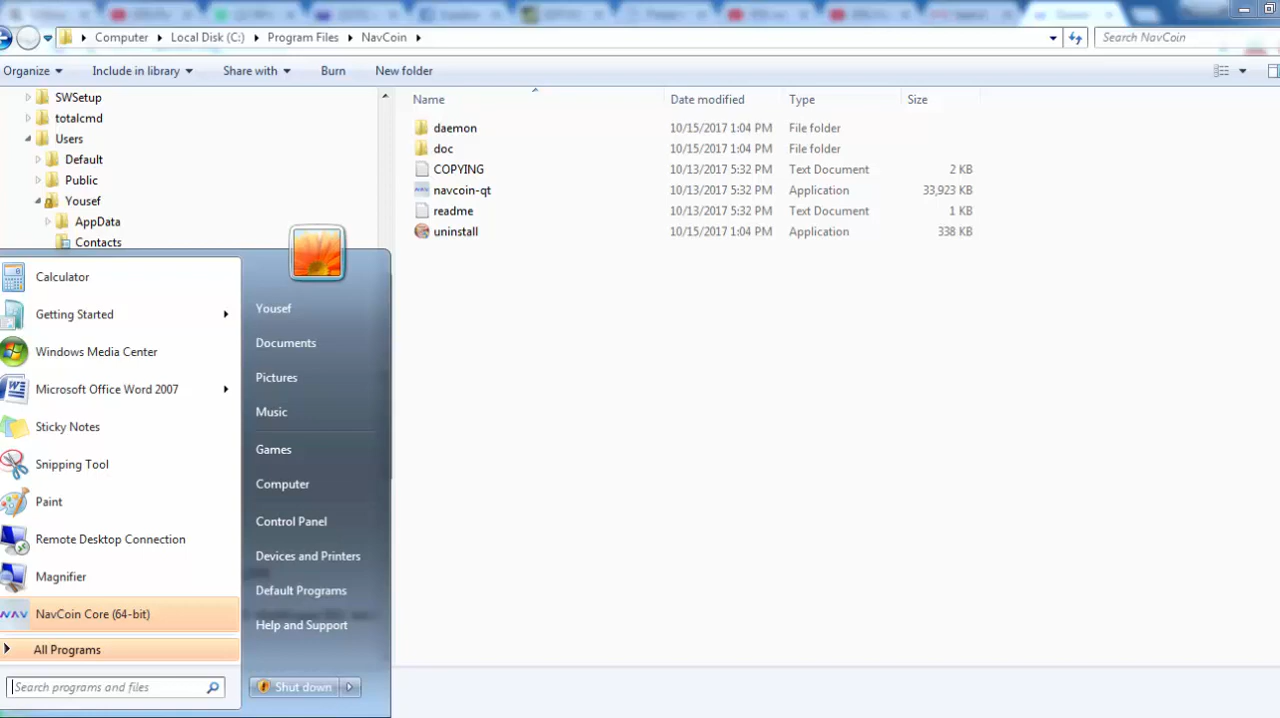 Computer Local Disk (C:) Program Files NavCoin Search NavCoin
Organize Include in library Share with Burn New folder
SWSetup
totalcmd
Users
Default
Public
Yousef
AppData
Contacts
Name Date modified Type Size
daemon 10/15/2017 1:04 PM File folder
doc 10/15/2017 1:04 PM File folder
COPYING 10/13/2017 5:32 PM Text Document 2 KB
navcoin-qt 10/13/2017 5:32 PM Application 33,923 KB
readme 10/13/2017 5:32 PM Text Document 1 KB
uninstall 10/15/2017 1:04 PM Application 338 KB
Calculator
Getting Started
Windows Media Center
Microsoft Office Word 2007
Sticky Notes
Snipping Tool
Paint
Remote Desktop Connection
Magnifier
NAV NavCoin Core (64-bit)
All Programs
Search programs and files
Yousef
Documents
Pictures
Music
Games
Computer
Control Panel
Devices and Printers
Default Programs
Help and Support
Shut down